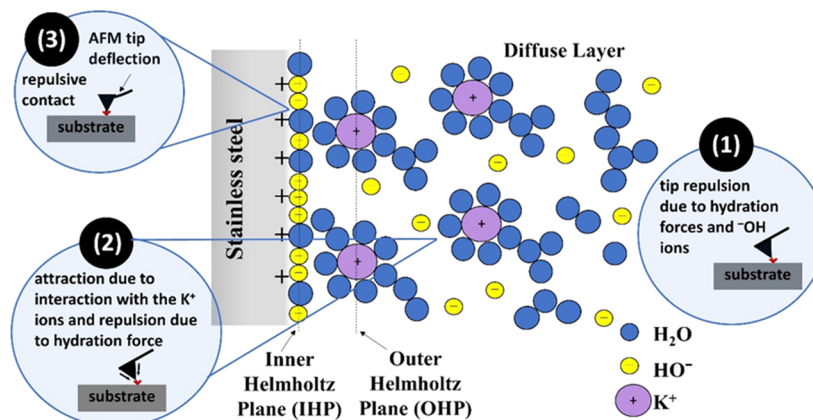 (3)
AFM tip
deflection
repulsive
contact
substrate
Stainless steel
+
+
+
+
+
+
Diffuse Layer
(1)
tip repulsion
due to hydration
forces and ⁻OH
ions
substrate
(2)
attraction due to
interaction with the K⁺
ions and repulsion due
to hydration force
substrate
Inner
Helmholtz
Plane (IHP)
Outer
Helmholtz
Plane (OHP)
H₂O
HO⁻
K⁺